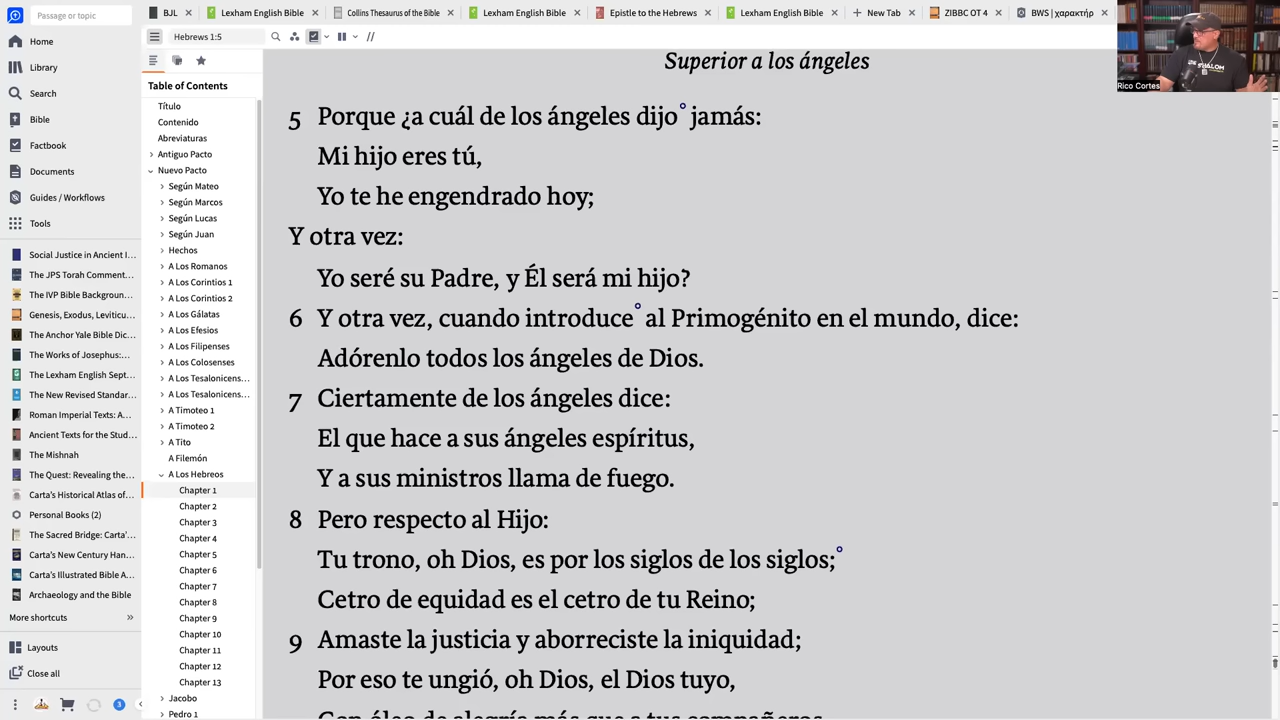 Passage or topic
BJL
Lexham English Bible
Collins Thesaurus of the Bible
Lexham English Bible
Epistle to the Hebrews
Lexham English Bible
New Tab
ZIBBC OT 4
BWS | χαρακτήρ
Hebrews 1:5
Home
Library
Search
Bible
Factbook
Documents
Guides / Workflows
Tools
Social Justice in Ancient I...
The JPS Torah Comment...
The IVP Bible Backgroun...
Genesis, Exodus, Leviticu...
The Anchor Yale Bible Dic...
The Works of Josephus:...
The Lexham English Sept...
The New Revised Standar...
Roman Imperial Texts: A...
Ancient Texts for the Stud...
The Mishnah
The Quest: Revealing the...
Carta's Historical Atlas of...
Personal Books (2)
The Sacred Bridge: Carta'...
Carta's New Century Han...
Carta's Illustrated Bible A...
Archaeology and the Bible
More shortcuts
Layouts
Close all
3
Table of Contents
Título
Contenido
Abreviaturas
Antiguo Pacto
Nuevo Pacto
Según Mateo
Según Marcos
Según Lucas
Según Juan
Hechos
A Los Romanos
A Los Corintios 1
A Los Corintios 2
A Los Gálatas
A Los Efesios
A Los Filipenses
A Los Colosenses
A Los Tesalonicens...
A Los Tesalonicens...
A Timoteo 1
A Timoteo 2
A Tito
A Filemón
A Los Hebreos
Chapter 1
Chapter 2
Chapter 3
Chapter 4
Chapter 5
Chapter 6
Chapter 7
Chapter 8
Chapter 9
Chapter 10
Chapter 11
Chapter 12
Chapter 13
Jacobo
Pedro 1
Superior a los ángeles
5 Porque ¿a cuál de los ángeles dijo° jamás:
Mi hijo eres tú,
Yo te he engendrado hoy;
Y otra vez:
Yo seré su Padre, y Él será mi hijo?
6 Y otra vez, cuando introduce° al Primogénito en el mundo, dice:
Adórenlo todos los ángeles de Dios.
7 Ciertamente de los ángeles dice:
El que hace a sus ángeles espíritus,
Y a sus ministros llama de fuego.
8 Pero respecto al Hijo:
Tu trono, oh Dios, es por los siglos de los siglos;°
Cetro de equidad es el cetro de tu Reino;
9 Amaste la justicia y aborreciste la iniquidad;
Por eso te ungió, oh Dios, el Dios tuyo,
Con óleo de alegría más que a tus compañeros
SHALOM
Rico Cortes